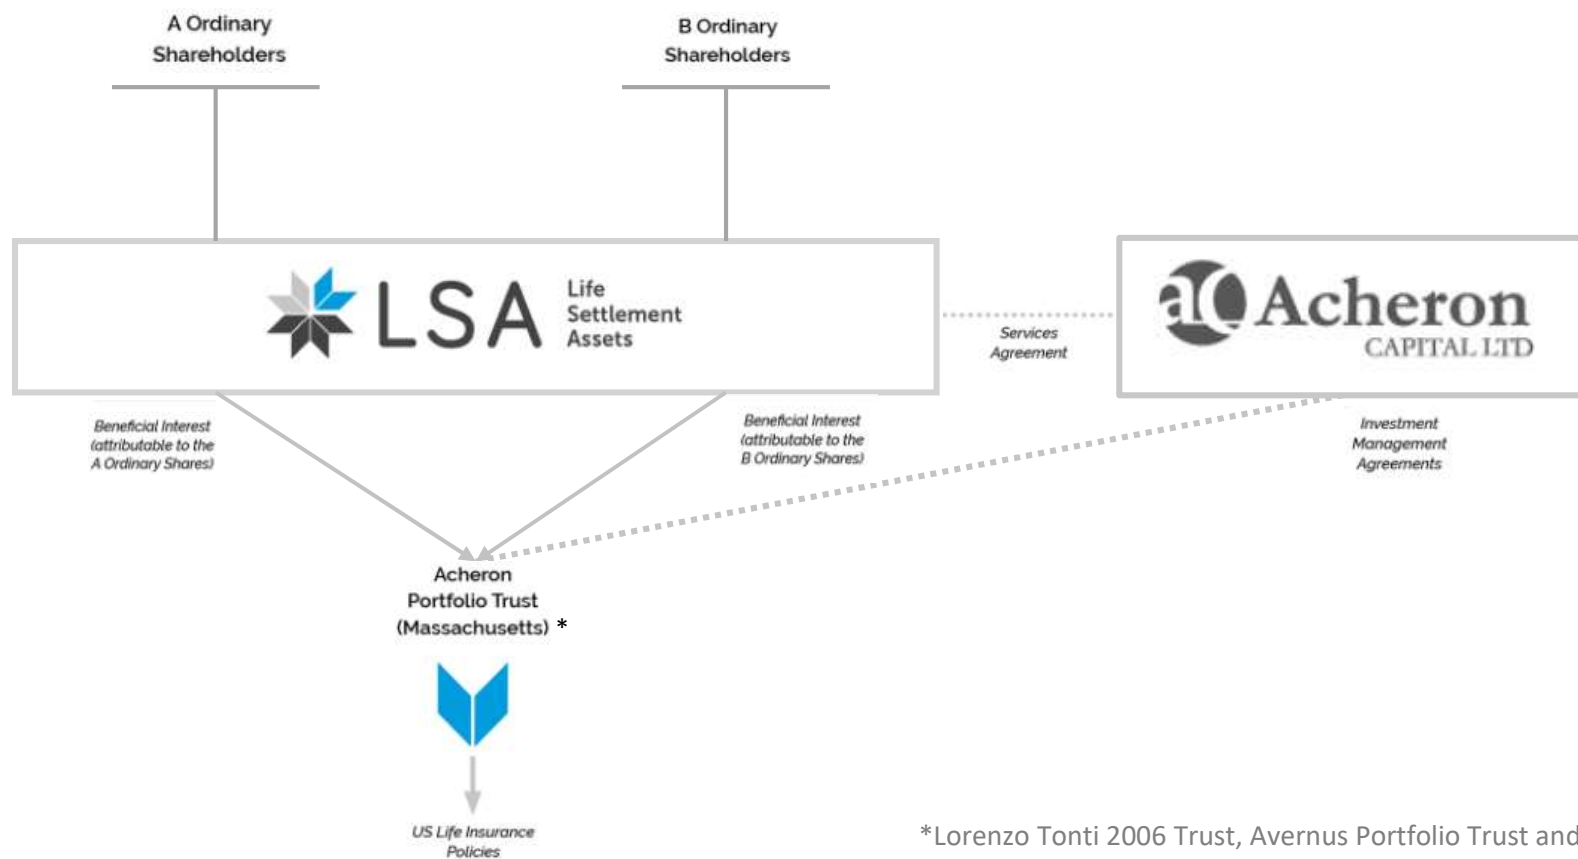 A Ordinary
Shareholders
B Ordinary
Shareholders
LSA
Life
Settlement
Assets
Services
Agreement
aC Acheron
CAPITAL LTD
Beneficial Interest
(attributable to the
A Ordinary Shares)
Beneficial Interest
(attributable to the
B Ordinary Shares)
Investment
Management
Agreements
Acheron
Portfolio Trust
(Massachusetts) *
US Life Insurance
Policies
*Lorenzo Tonti 2006 Trust, Avernus Portfolio Trust and